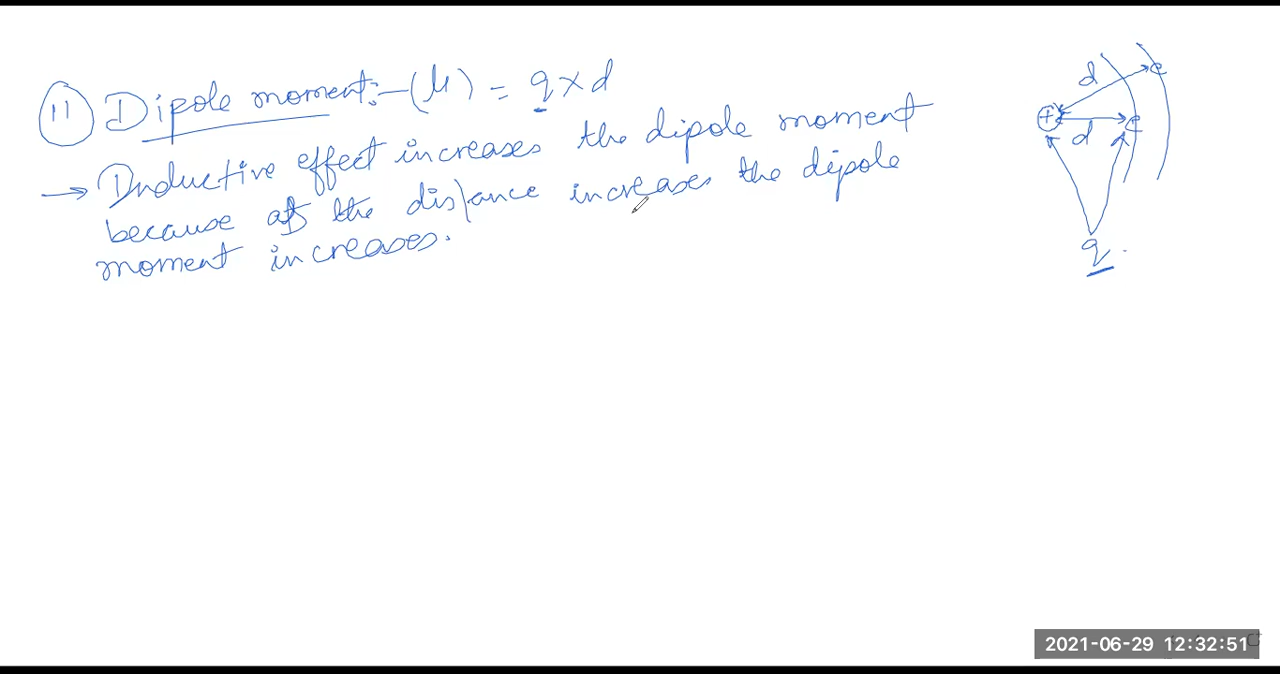 11 Dipole moment:- (μ) = q × d
→ Inductive effect increases the dipole moment
because as the distance increases the dipole
moment increases.
d e
+ d e
q
2021-06-29 12:32:51